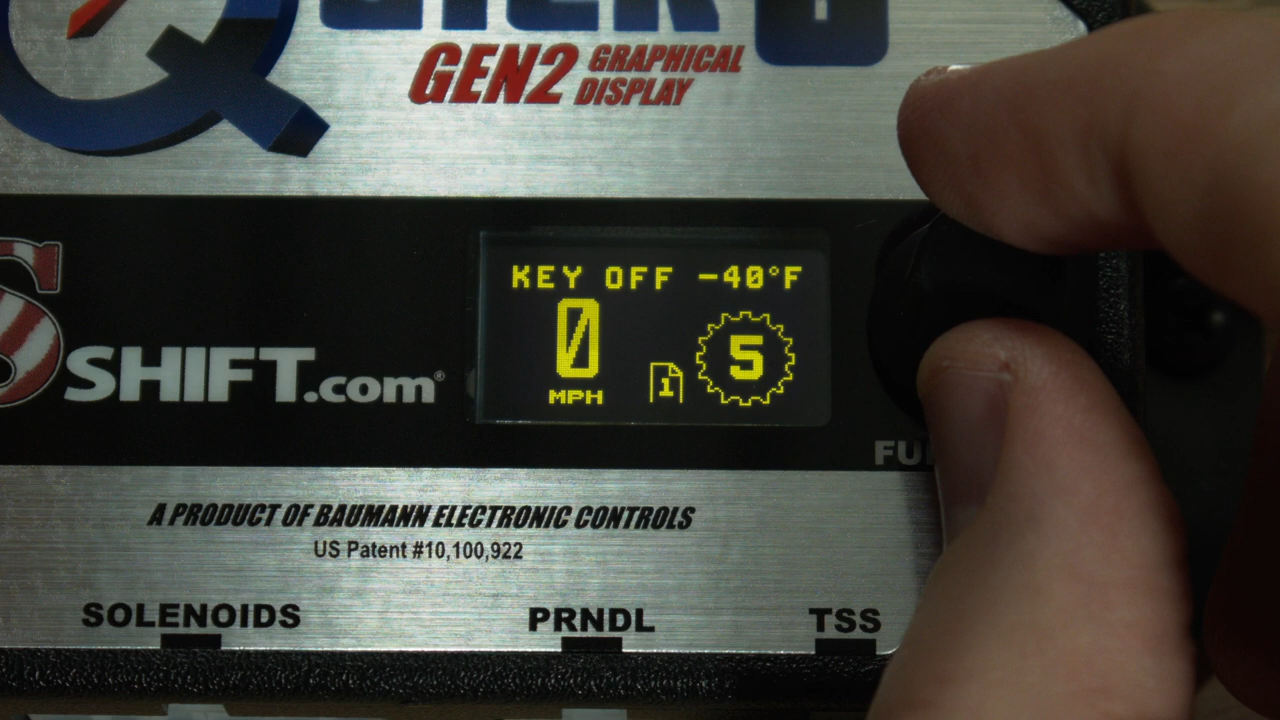 GEN2 GRAPHICAL DISPLAY
KEY OFF -40°F
0
MPH
1
5
SHIFT.com®
A PRODUCT OF BAUMANN ELECTRONIC CONTROLS
US Patent #10,100,922
SOLENOIDS
PRNDL
TSS